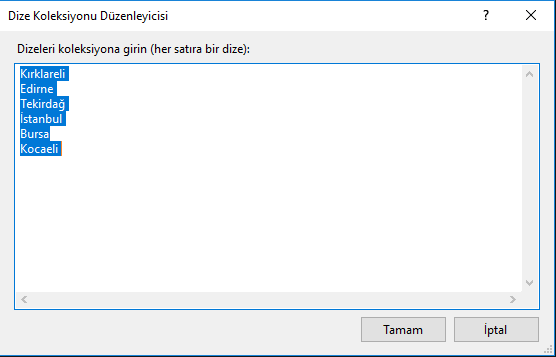 Dize Koleksiyonu Düzenleyicisi
?
Dizeleri koleksiyona girin (her satıra bir dize):
Kırklareli
Edirne
Tekirdağ
İstanbul
Bursa
Kocaeli
Tamam
İptal